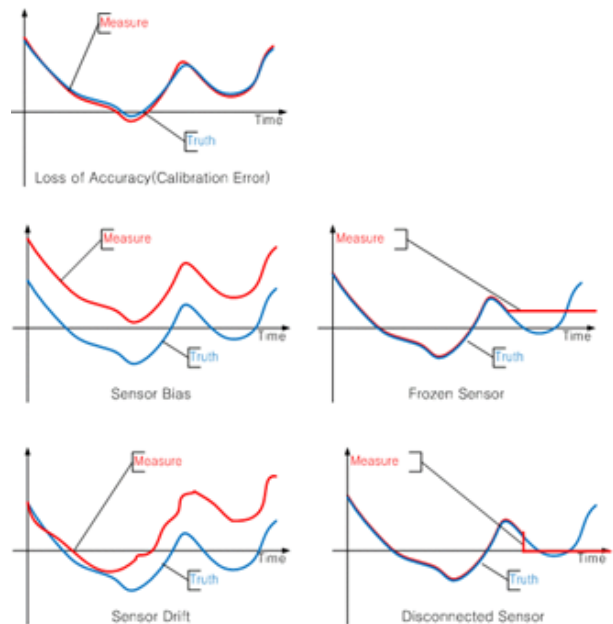 Measure
Time
Truth
Loss of Accuracy(Calibration Error)
Measure
Time
Truth
Sensor Bias
Measure
Time
Truth
Frozen Sensor
Measure
Time
Truth
Sensor Drift
Measure
Time
Truth
Disconnected Sensor